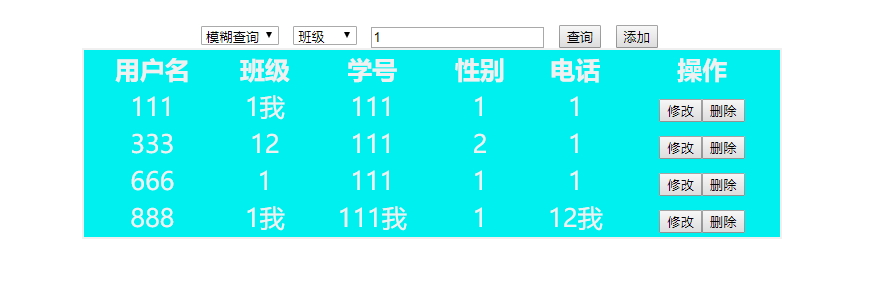 模糊查询 班级 1 查询 添加
用户名 班级 学号 性别 电话 操作
111 1我 111 1 1 修改 删除
333 12 111 2 1 修改 删除
666 1 111 1 1 修改 删除
888 1我 111我 1 12我 修改 删除